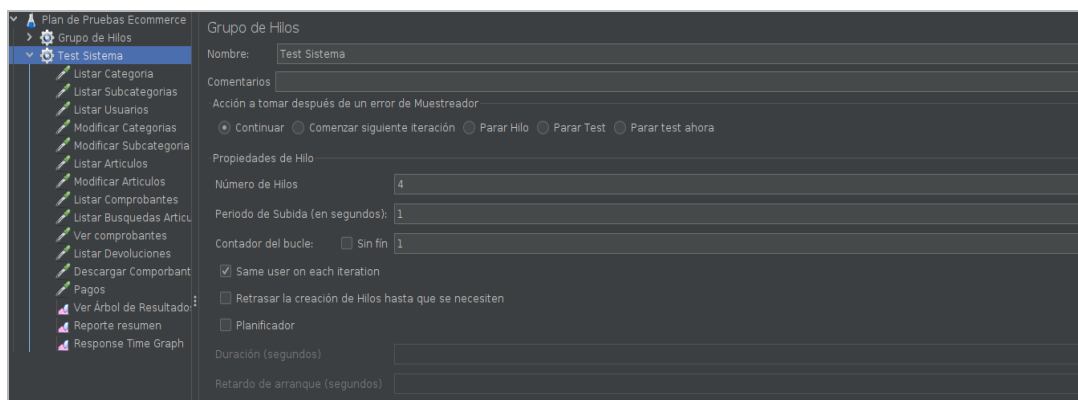 Plan de Pruebas Ecommerce
Grupo de Hilos
Test Sistema
Listar Categoria
Listar Subcategorias
Listar Usuarios
Modificar Categorias
Modificar Subcategoria
Listar Articulos
Modificar Articulos
Listar Comprobantes
Listar Busquedas Articu
Ver comprobantes
Listar Devoluciones
Descargar Comporbant
Pagos
Ver Árbol de Resultado
Reporte resumen
Response Time Graph
Grupo de Hilos
Nombre: Test Sistema
Comentarios
Acción a tomar después de un error de Muestreador
Continuar Comenzar siguiente iteración Parar Hilo Parar Test Parar test ahora
Propiedades de Hilo
Número de Hilos 4
Periodo de Subida (en segundos): 1
Contador del bucle: Sin fín 1
Same user on each iteration
Retrasar la creación de Hilos hasta que se necesiten
Planificador
Duración (segundos)
Retardo de arranque (segundos)